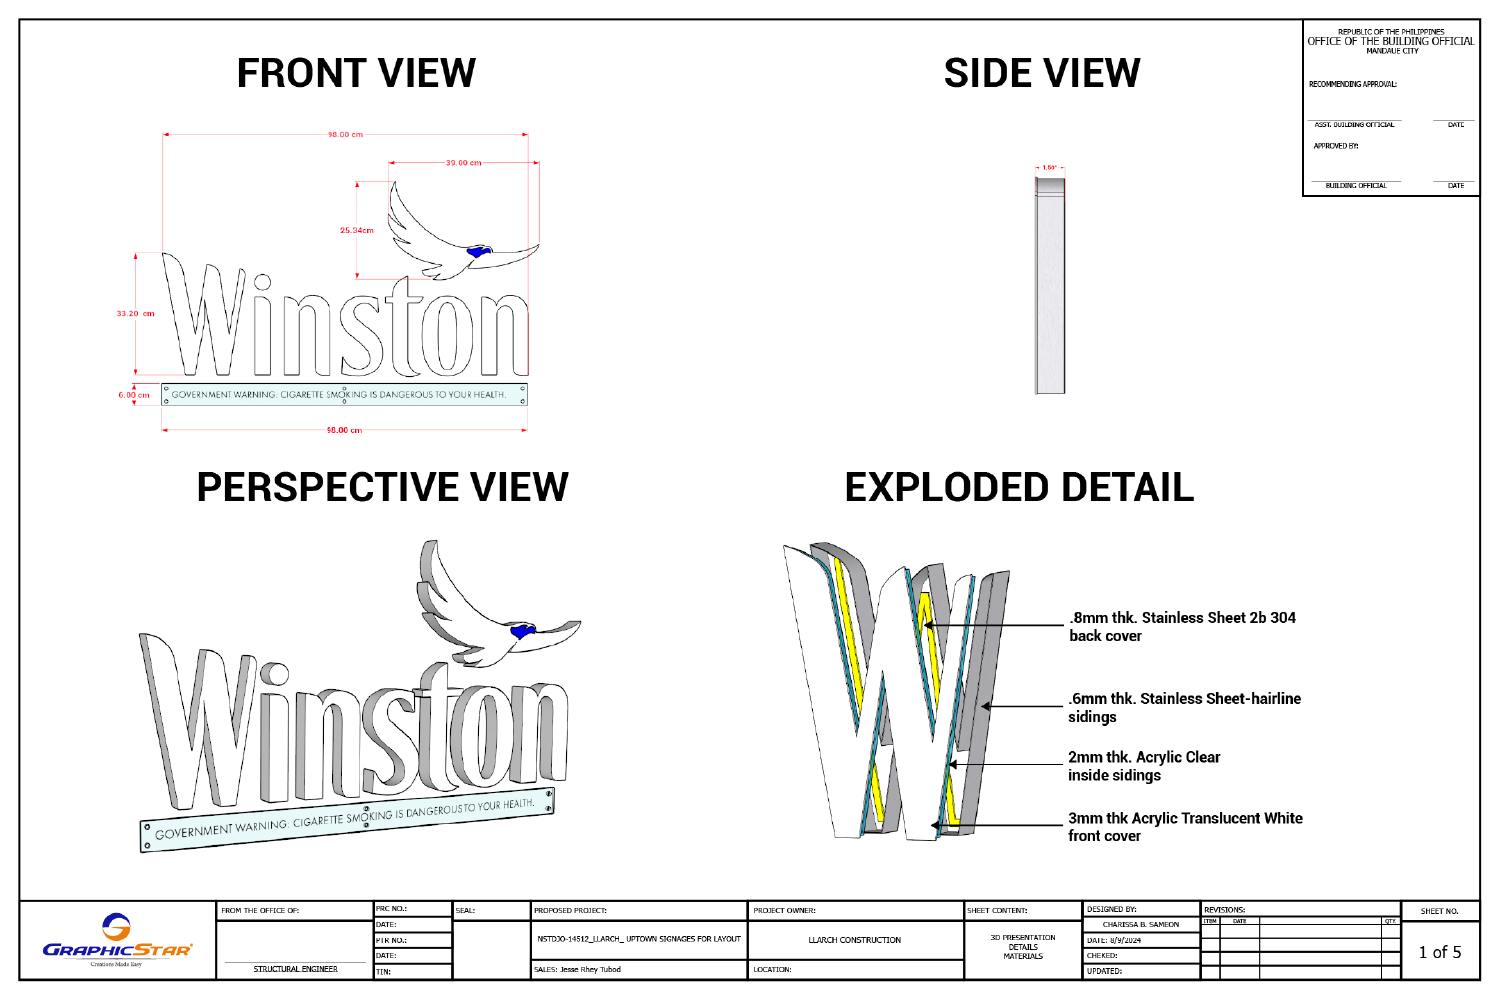 FRONT VIEW
SIDE VIEW
REPUBLIC OF THE PHILIPPINES
OFFICE OF THE BUILDING OFFICIAL
MANDAUE CITY
RECOMMENDING APPROVAL:
ASST. BUILDING OFFICIAL DATE
APPROVED BY:
BUILDING OFFICIAL DATE
98.00 cm
39.00 cm
25.34cm
33.20 cm
Winston
6.00 cm
GOVERNMENT WARNING: CIGARETTE SMOKING IS DANGEROUS TO YOUR HEALTH.
98.00 cm
1.50"
PERSPECTIVE VIEW
EXPLODED DETAIL
Winston
GOVERNMENT WARNING: CIGARETTE SMOKING IS DANGEROUS TO YOUR HEALTH.
W
.8mm thk. Stainless Sheet 2b 304
back cover
.6mm thk. Stainless Sheet-hairline
sidings
2mm thk. Acrylic Clear
inside sidings
3mm thk Acrylic Translucent White
front cover
GRAPHICSTAR
Creations Made Easy
FROM THE OFFICE OF:
STRUCTURAL ENGINEER
PRC NO.:
DATE:
PTR NO.:
DATE:
TIN:
SEAL:
PROPOSED PROJECT:
NSTDJO-14512_LLARCH_ UPTOWN SIGNAGES FOR LAYOUT
SALES: Jesse Rhey Tubod
PROJECT OWNER:
LLARCH CONSTRUCTION
LOCATION:
SHEET CONTENT:
3D PRESENTATION
DETAILS
MATERIALS
DESIGNED BY:
CHARISSA B. SAMEON
DATE: 8/9/2024
CHEKED:
UPDATED:
REVISIONS:
ITEM DATE QTY.
SHEET NO.
1 of 5